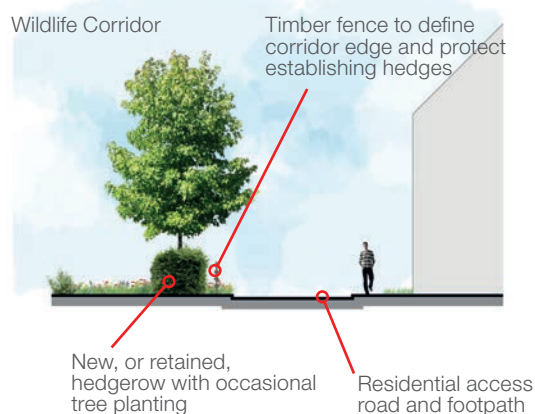 Wildlife Corridor
Timber fence to define
corridor edge and protect
establishing hedges
New, or retained,
hedgerow with occasional
tree planting
Residential access
road and footpath